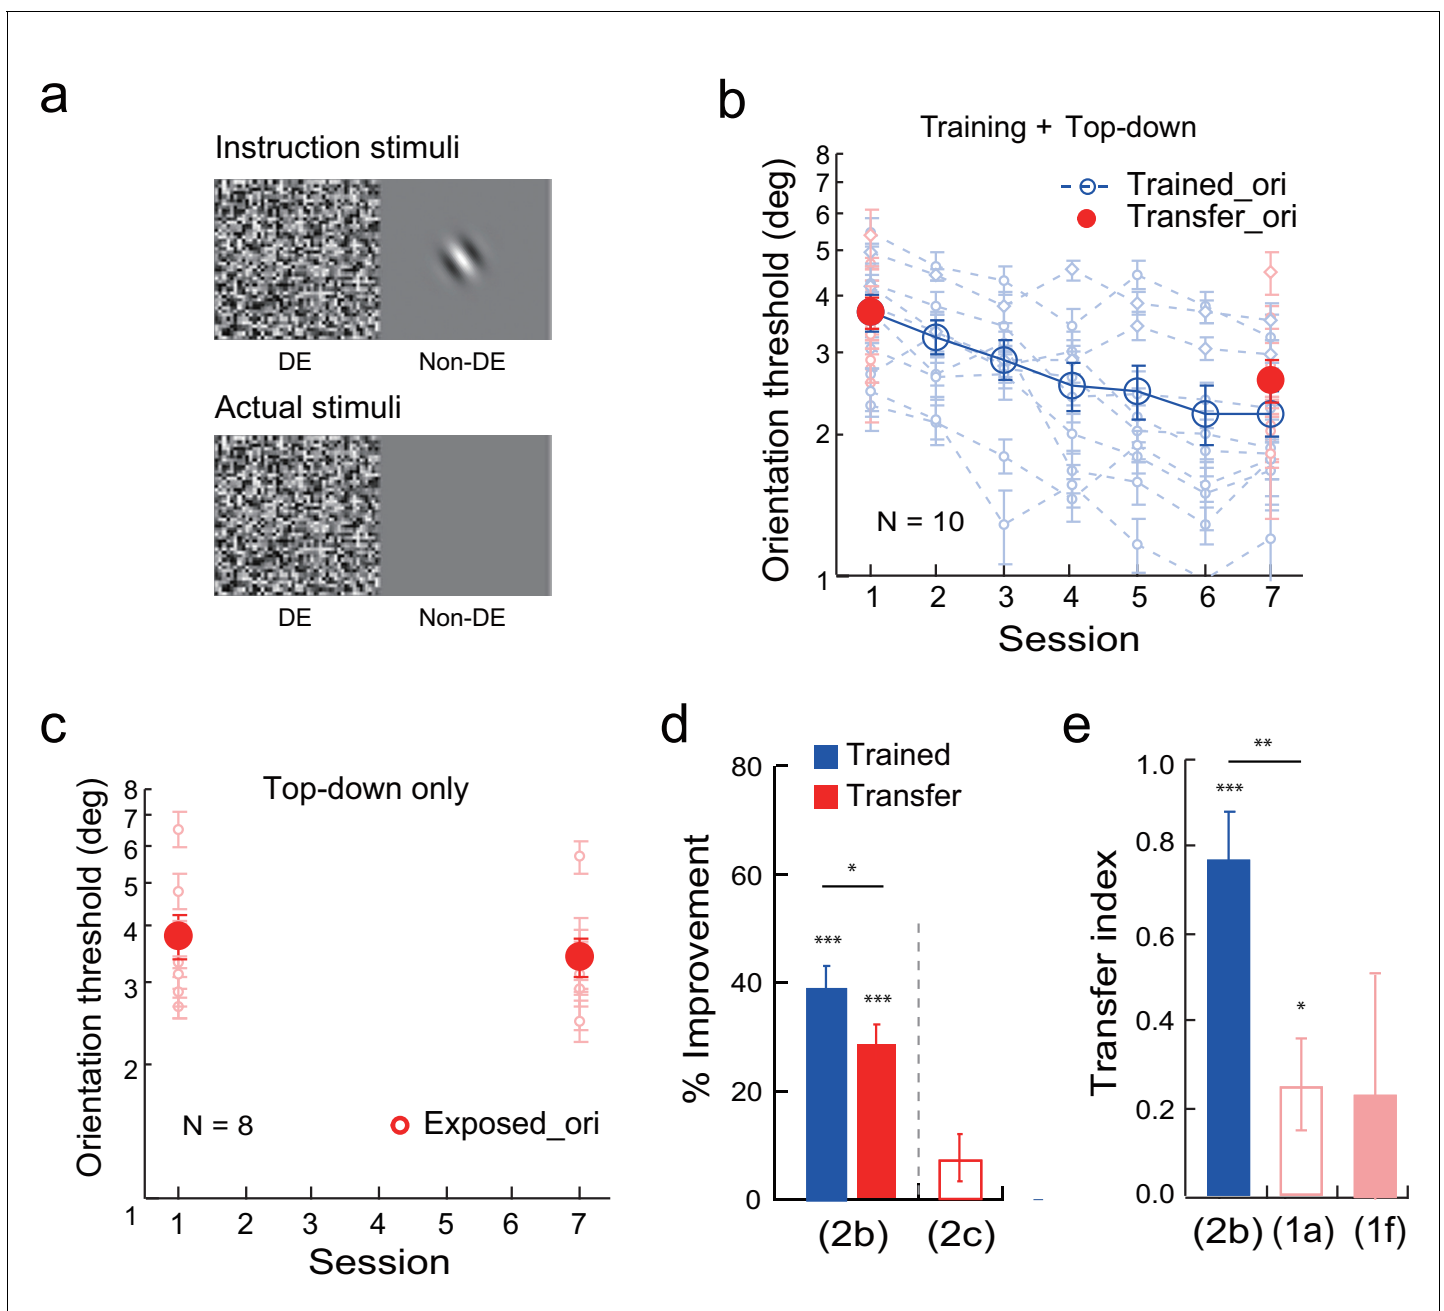 a
Instruction stimuli
DE Non-DE
Actual stimuli
DE Non-DE
b
Training + Top-down
Trained_ori
Transfer_ori
Orientation threshold (deg)
8
7
6
5
4
3
2
1
N = 10
1 2 3 4 5 6 7
Session
c
Top-down only
Orientation threshold (deg)
8
7
6
5
4
3
2
1
N = 8
Exposed_ori
1 2 3 4 5 6 7
Session
d
Trained
Transfer
% Improvement
80
60
40
20
0
*
***
***
(2b) (2c)
e
Transfer index
1.0
0.8
0.6
0.4
0.2
0.0
**
***
*
(2b) (1a) (1f)